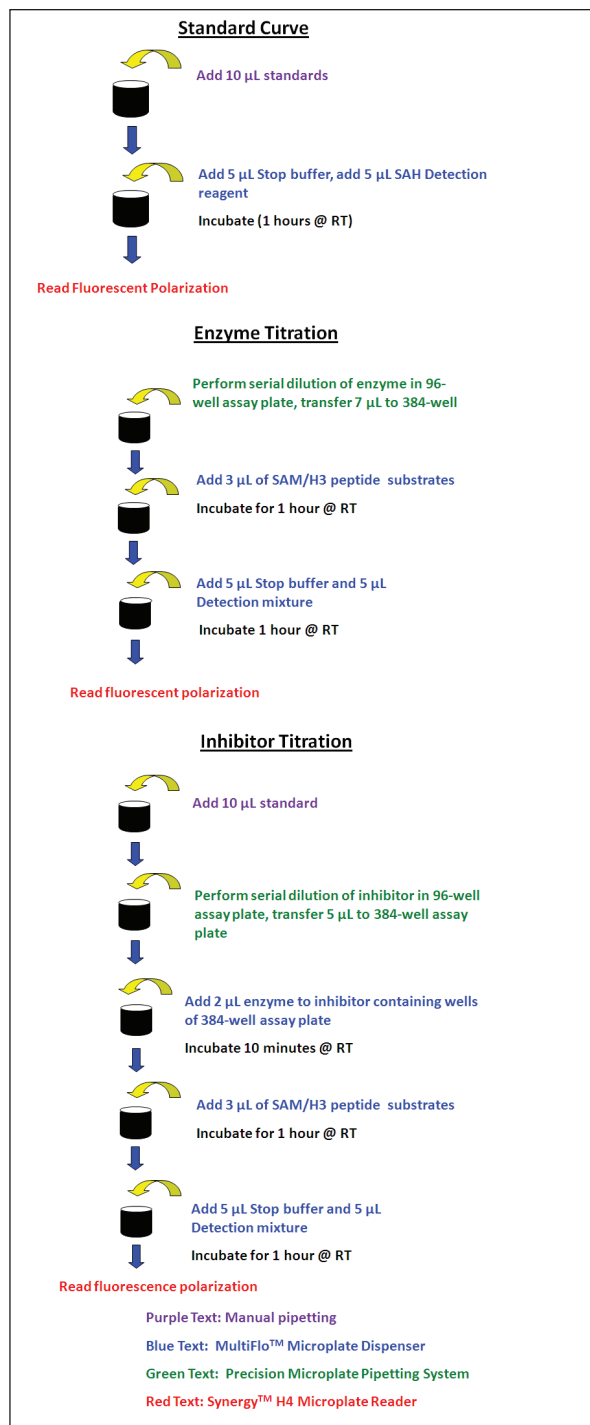 Standard Curve
Add 10 µL standards
Add 5 µL Stop buffer, add 5 µL SAH Detection
reagent
Incubate (1 hours @ RT)
Read Fluorescent Polarization
Enzyme Titration
Perform serial dilution of enzyme in 96-
well assay plate, transfer 7 µL to 384-well
Add 3 µL of SAM/H3 peptide substrates
Incubate for 1 hour @ RT
Add 5 µL Stop buffer and 5 µL
Detection mixture
Incubate 1 hour @ RT
Read fluorescent polarization
Inhibitor Titration
Add 10 µL standard
Perform serial dilution of inhibitor in 96-well
assay plate, transfer 5 µL to 384-well assay
plate
Add 2 µL enzyme to inhibitor containing wells
of 384-well assay plate
Incubate 10 minutes @ RT
Add 3 µL of SAM/H3 peptide substrates
Incubate for 1 hour @ RT
Add 5 µL Stop buffer and 5 µL
Detection mixture
Incubate for 1 hour @ RT
Read fluorescence polarization
Purple Text: Manual pipetting
Blue Text: MultiFlo™ Microplate Dispenser
Green Text: Precision Microplate Pipetting System
Red Text: Synergy™ H4 Microplate Reader